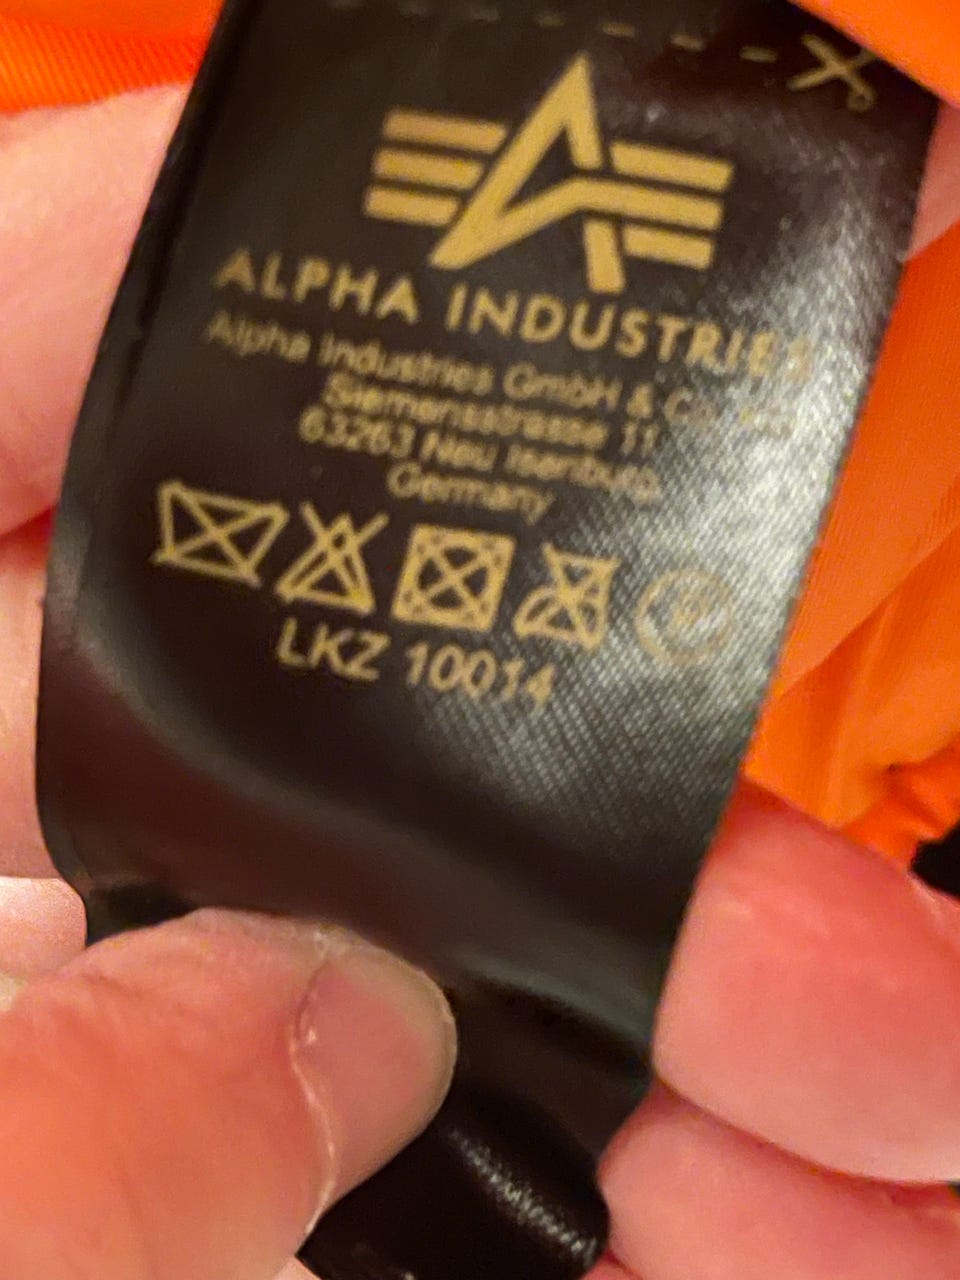 ALPHA INDUSTRIES
Alpha Industries GmbH & Co.
Siemensstrasse 11
63263 Neu Isenburg
Germany
LKZ 10014